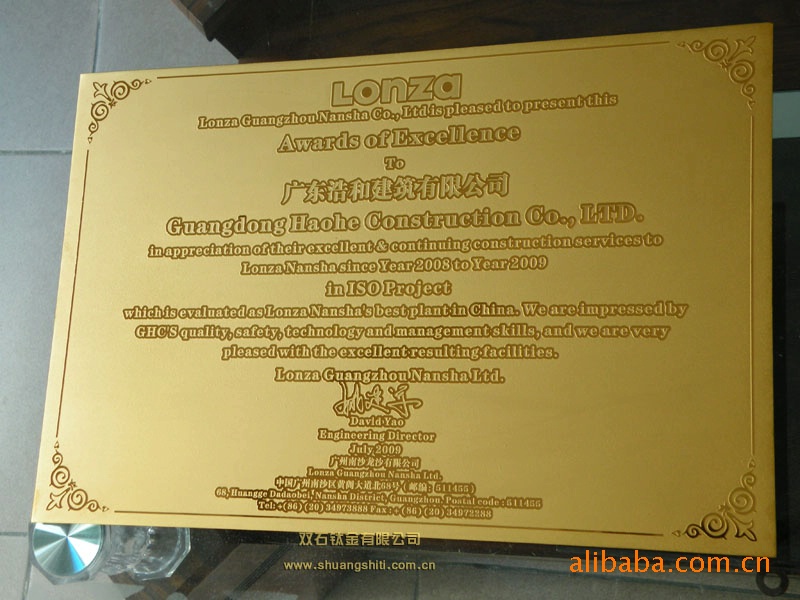 Lonza
Lonza Guangzhou Nansha Co., Ltd is pleased to present this
Awards of Excellence
To
广东浩和建筑有限公司
Guangdong Haohe Construction Co., LTD.
in appreciation of their excellent & continuing construction services to
Lonza Nansha since Year 2008 to Year 2009
in ISO Project
which is evaluated as Lonza Nansha's best plant in China. We are impressed by
GHC'S quality, safety, technology and management skills, and we are very
pleased with the excellent resulting facilities.
Lonza Guangzhou Nansha Ltd.
David Yao
Engineering Director
July 2009
广州南沙龙沙有限公司
Lonza Guangzhou Nansha Ltd.
中国广州南沙区黄阁大道北68号(邮编:511455)
68, Huangge Dadaobei, Nansha District, Guangzhou, Postal code : 511455
Tel: +(86) (20) 34973888 Fax : + (86) (20) 34972288
双石钛金有限公司
www.shuangshiti.com.cn
alibaba.com.cn